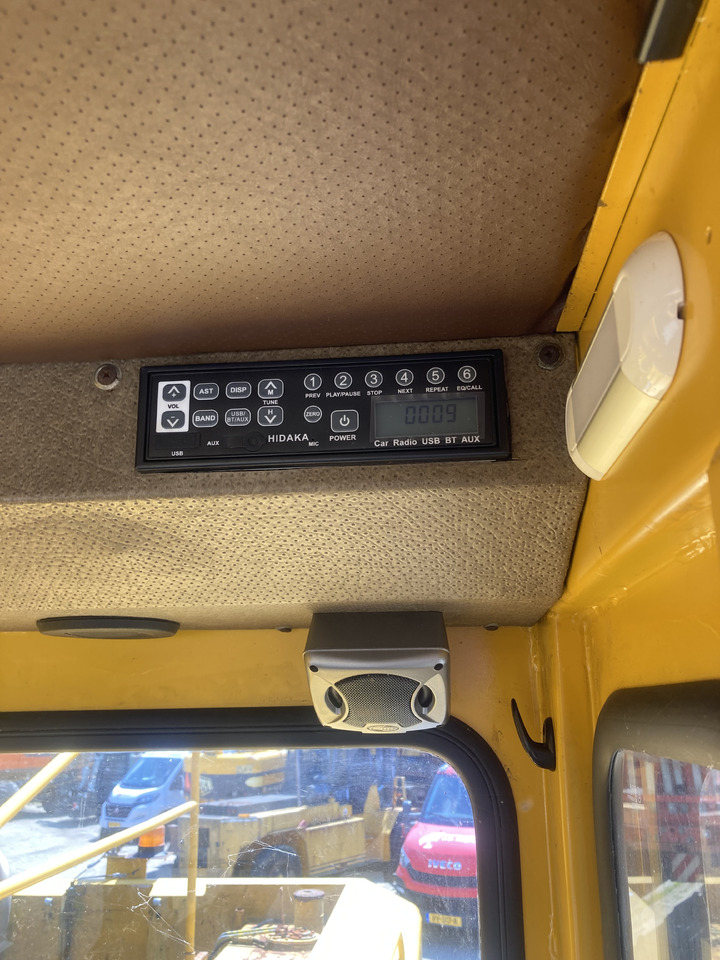 AST DISP M 1 2 3 4 5 6
VOL TUNE PREV PLAY/PAUSE STOP NEXT REPEAT EQ/CALL
BAND USB/BT/AUX H ZERO 0009
AUX HIDAKA MIC POWER Car Radio USB BT AUX
USB
IVECO